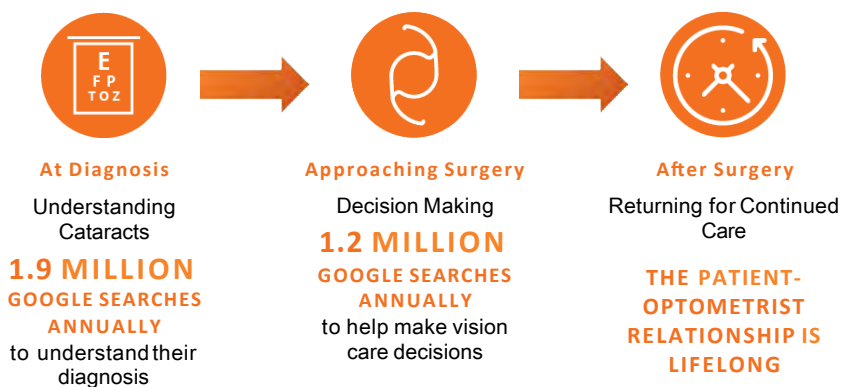 E
F P
TOZ
At Diagnosis
Understanding
Cataracts
1.9 MILLION
GOOGLE SEARCHES
ANNUALLY
to understand their
diagnosis
Approaching Surgery
Decision Making
1.2 MILLION
GOOGLE SEARCHES
ANNUALLY
to help make vision
care decisions
After Surgery
Returning for Continued
Care
THE PATIENT-
OPTOMETRIST
RELATIONSHIP IS
LIFELONG